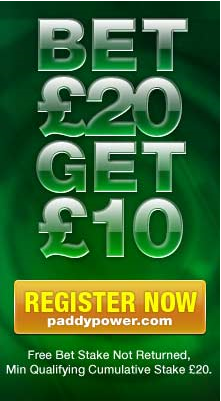 BET
£20
GET
£10
REGISTER NOW
paddypower.com
Free Bet Stake Not Returned,
Min Qualifying Cumulative Stake £20.